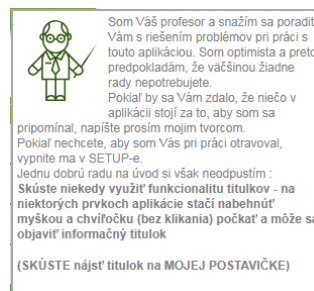 Som Váš profesor a snažím sa poradiť
Vám s riešením problémov pri práci s
touto aplikáciou. Som optimista a preto
predpokladám, že väčšinou žiadne
rady nepotrebujete.
Pokiaľ by sa Vám zdalo, že niečo v
aplikácii stojí za to, aby som sa
pripomínal, napíšte prosím mojim tvorcom.
Pokiaľ nechcete, aby som Vás pri práci otravoval,
vypnite ma v SETUP-e.
Jednu dobrú radu na úvod si však neodpustím :
Skúste niekedy využiť funkcionalitu titulkov - na
niektorých prvkoch aplikácie stačí nabehnúť
myškou a chvíľočku (bez klikania) počkať a môže sa
objaviť informačný titulok
(SKÚSTE nájsť titulok na MOJEJ POSTAVIČKE)